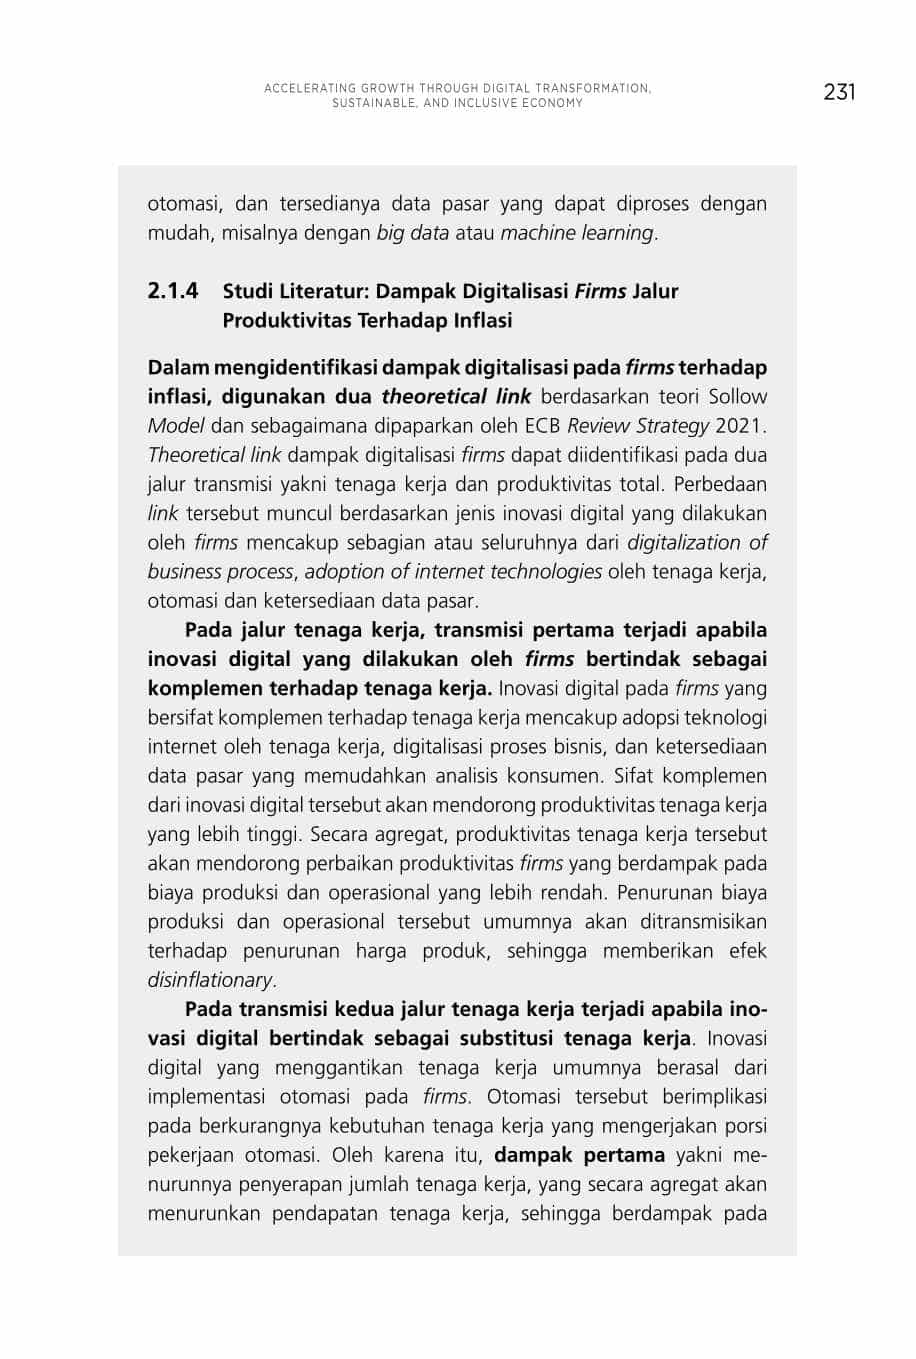 ACCELERATING GROWTH THROUGH DIGITAL TRANSFORMATION,
SUSTAINABLE, AND INCLUSIVE ECONOMY
231
otomasi, dan tersedianya data pasar yang dapat diproses dengan
mudah, misalnya dengan big data atau machine learning.
2.1.4 Studi Literatur: Dampak Digitalisasi Firms Jalur
Produktivitas Terhadap Inflasi
Dalam mengidentifikasi dampak digitalisasi pada firms terhadap
inflasi, digunakan dua theoretical link berdasarkan teori Sollow
Model dan sebagaimana dipaparkan oleh ECB Review Strategy 2021.
Theoretical link dampak digitalisasi firms dapat diidentifikasi pada dua
jalur transmisi yakni tenaga kerja dan produktivitas total. Perbedaan
link tersebut muncul berdasarkan jenis inovasi digital yang dilakukan
oleh firms mencakup sebagian atau seluruhnya dari digitalization of
business process, adoption of internet technologies oleh tenaga kerja,
otomasi dan ketersediaan data pasar.
Pada jalur tenaga kerja, transmisi pertama terjadi apabila
inovasi digital yang dilakukan oleh firms bertindak sebagai
komplemen terhadap tenaga kerja. Inovasi digital pada firms yang
bersifat komplemen terhadap tenaga kerja mencakup adopsi teknologi
internet oleh tenaga kerja, digitalisasi proses bisnis, dan ketersediaan
data pasar yang memudahkan analisis konsumen. Sifat komplemen
dari inovasi digital tersebut akan mendorong produktivitas tenaga kerja
yang lebih tinggi. Secara agregat, produktivitas tenaga kerja tersebut
akan mendorong perbaikan produktivitas firms yang berdampak pada
biaya produksi dan operasional yang lebih rendah. Penurunan biaya
produksi dan operasional tersebut umumnya akan ditransmisikan
terhadap penurunan harga produk, sehingga memberikan efek
disinflationary.
Pada transmisi kedua jalur tenaga kerja terjadi apabila ino-
vasi digital bertindak sebagai substitusi tenaga kerja. Inovasi
digital yang menggantikan tenaga kerja umumnya berasal dari
implementasi otomasi pada firms. Otomasi tersebut berimplikasi
pada berkurangnya kebutuhan tenaga kerja yang mengerjakan porsi
pekerjaan otomasi. Oleh karena itu, dampak pertama yakni me-
nurunnya penyerapan jumlah tenaga kerja, yang secara agregat akan
menurunkan pendapatan tenaga kerja, sehingga berdampak pada